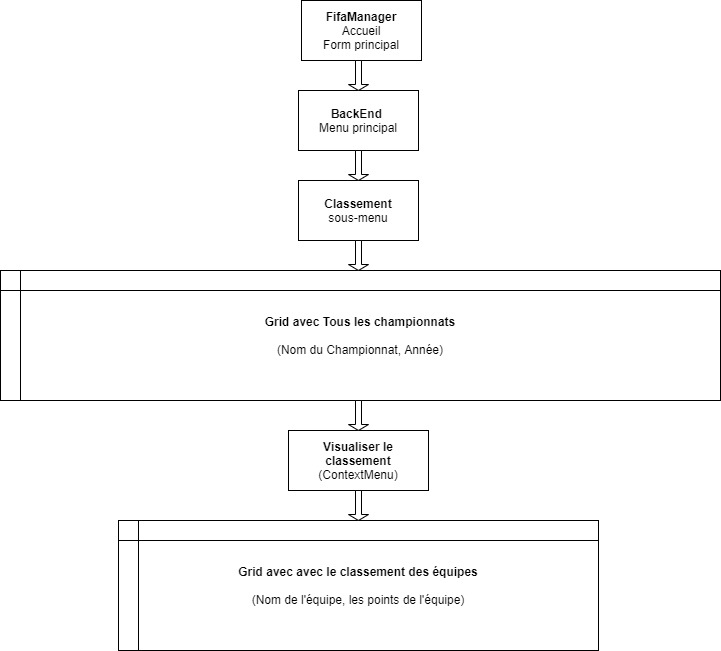 FifaManager
Accueil
Form principal
BackEnd
Menu principal
Classement
sous-menu
Grid avec Tous les championnats
(Nom du Championnat, Année)
Visualiser le
classement
(ContextMenu)
Grid avec avec le classement des équipes
(Nom de l'équipe, les points de l'équipe)